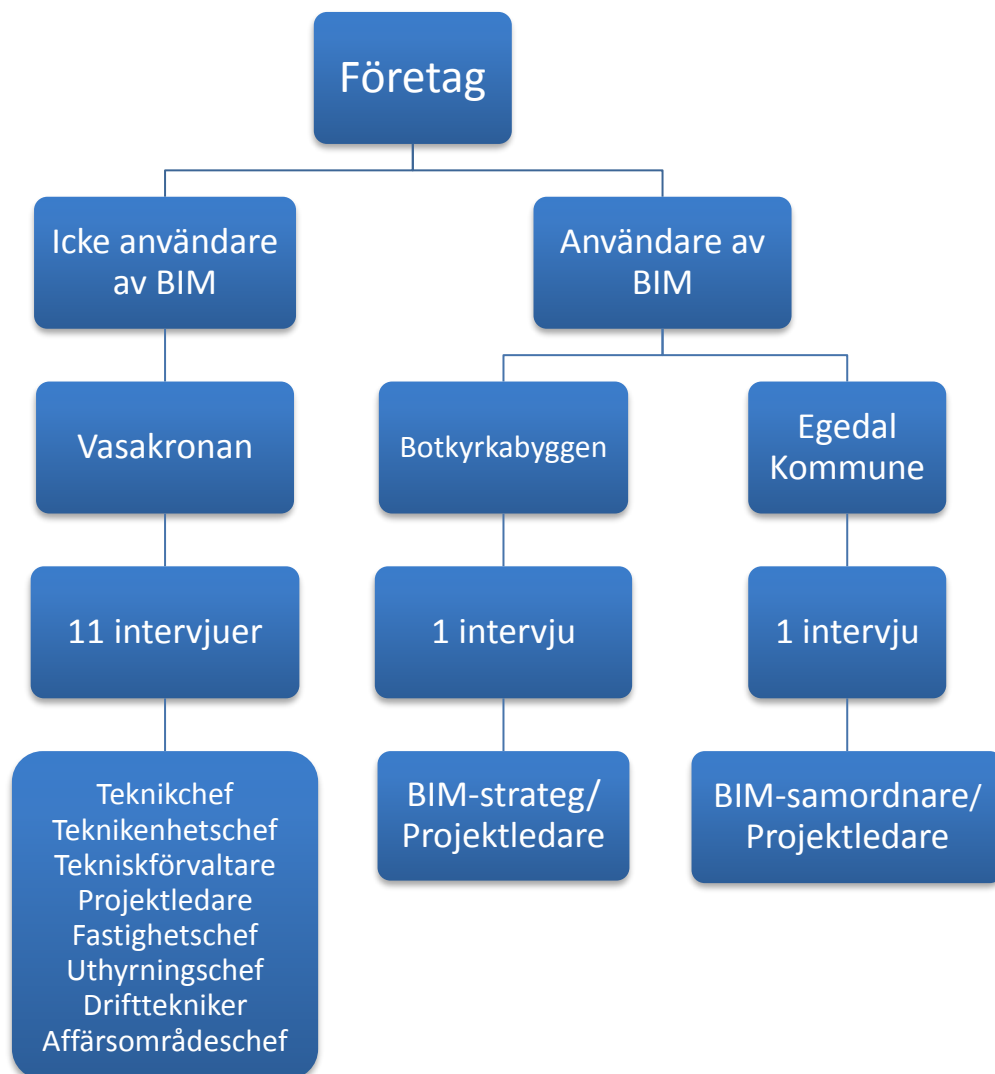 Företag
Icke användare
av BIM
Användare av
BIM
Vasakronan
Botkyrkabyggen
Egedal
Kommune
11 intervjuer
1 intervju
1 intervju
Teknikchef
Teknikenhetschef
Tekniskförvaltare
Projektledare
Fastighetschef
Uthyrningschef
Drifttekniker
Affärsområdeschef
BIM-strateg/
Projektledare
BIM-samordnare/
Projektledare